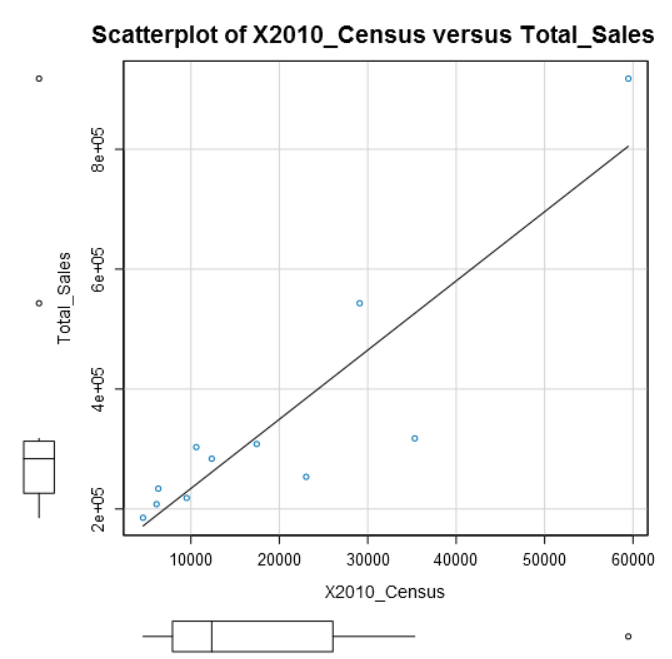 Scatterplot of X2010_Census versus Total_Sales
8e+05
6e+05
4e+05
2e+05
Total_Sales
10000 20000 30000 40000 50000 60000
X2010_Census